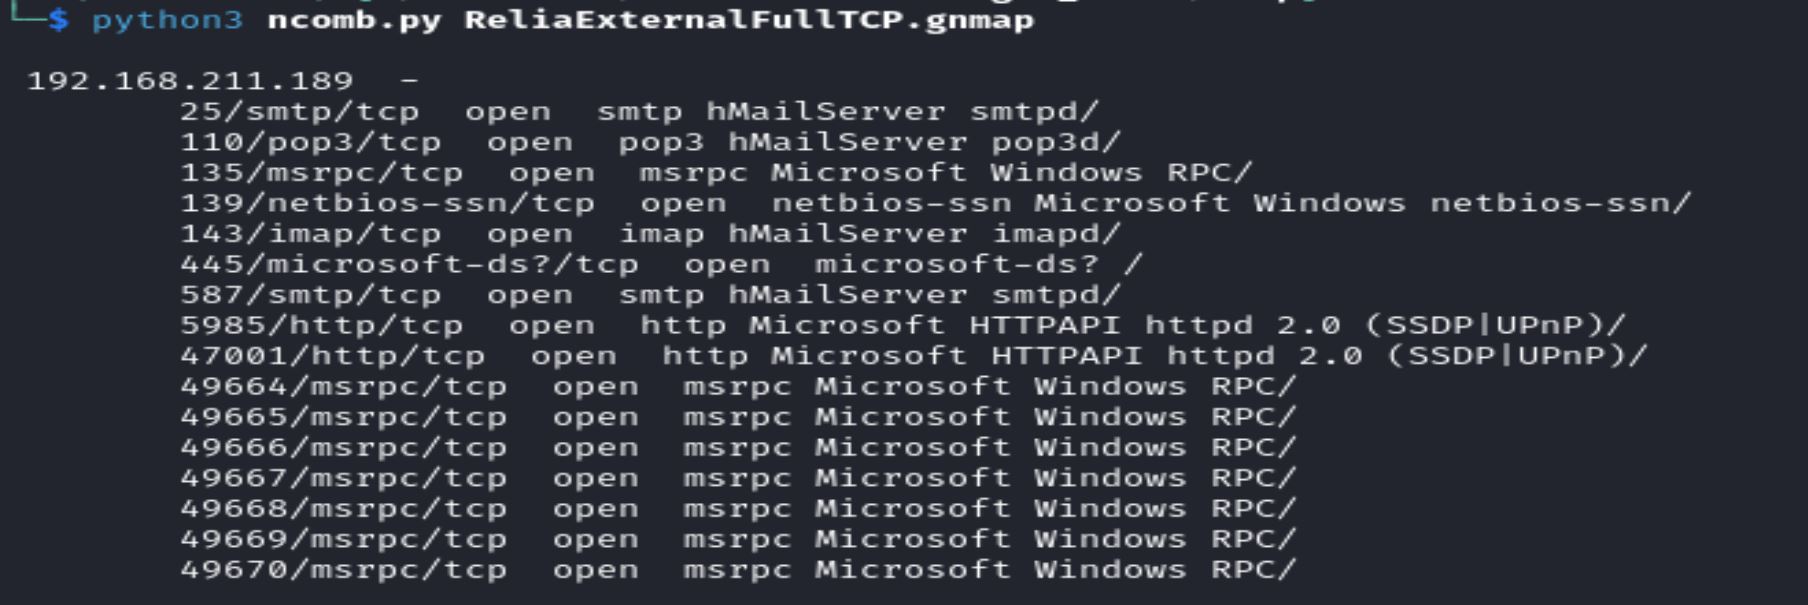 └─$ python3 ncomb.py ReliaExternalFullTCP.gnmap
192.168.211.189  -
25/smtp/tcp  open  smtp hMailServer smtpd/
110/pop3/tcp  open  pop3 hMailServer pop3d/
135/msrpc/tcp  open  msrpc Microsoft Windows RPC/
139/netbios-ssn/tcp  open  netbios-ssn Microsoft Windows netbios-ssn/
143/imap/tcp  open  imap hMailServer imapd/
445/microsoft-ds?/tcp  open  microsoft-ds? /
587/smtp/tcp  open  smtp hMailServer smtpd/
5985/http/tcp  open  http Microsoft HTTPAPI httpd 2.0 (SSDP|UPnP)/
47001/http/tcp  open  http Microsoft HTTPAPI httpd 2.0 (SSDP|UPnP)/
49664/msrpc/tcp  open  msrpc Microsoft Windows RPC/
49665/msrpc/tcp  open  msrpc Microsoft Windows RPC/
49666/msrpc/tcp  open  msrpc Microsoft Windows RPC/
49667/msrpc/tcp  open  msrpc Microsoft Windows RPC/
49668/msrpc/tcp  open  msrpc Microsoft Windows RPC/
49669/msrpc/tcp  open  msrpc Microsoft Windows RPC/
49670/msrpc/tcp  open  msrpc Microsoft Windows RPC/